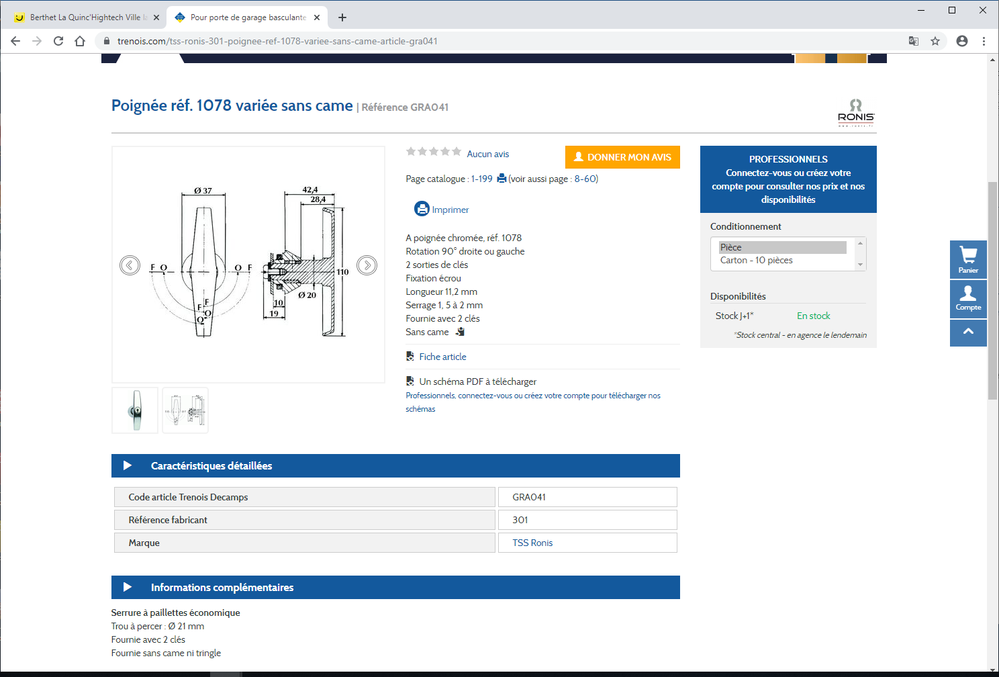 Berthet La Quinc'Hightech Ville la
Pour porte de garage basculante
trenois.com/tss-ronis-301-poignee-ref-1078-variee-sans-came-article-gra041
Poignée réf. 1078 variée sans came | Référence GRA041
RONIS
www.ronis.fr
Ø 37
42,4
28,4
F O
O F
110
Ø 20
F
F
O
O
10
19
Aucun avis
DONNER MON AVIS
Page catalogue : 1-199 (voir aussi page : 8-60)
Imprimer
A poignée chromée, réf. 1078
Rotation 90° droite ou gauche
2 sorties de clés
Fixation écrou
Longueur 11,2 mm
Serrage 1, 5 à 2 mm
Fournie avec 2 clés
Sans came
Fiche article
Un schéma PDF à télécharger
Professionnels, connectez-vous ou créez votre compte pour télécharger nos
schémas
PROFESSIONNELS
Connectez-vous ou créez votre
compte pour consulter nos prix et nos
disponibilités
Conditionnement
Pièce
Carton - 10 pièces
Disponibilités
Stock J+1* En stock
*Stock central - en agence le lendemain
Panier
Compte
Caractéristiques détaillées
Code article Trenois Decamps GRA041
Référence fabricant 301
Marque TSS Ronis
Informations complémentaires
Serrure à paillettes économique
Trou à percer : Ø 21 mm
Fournie avec 2 clés
Fournie sans came ni tringle